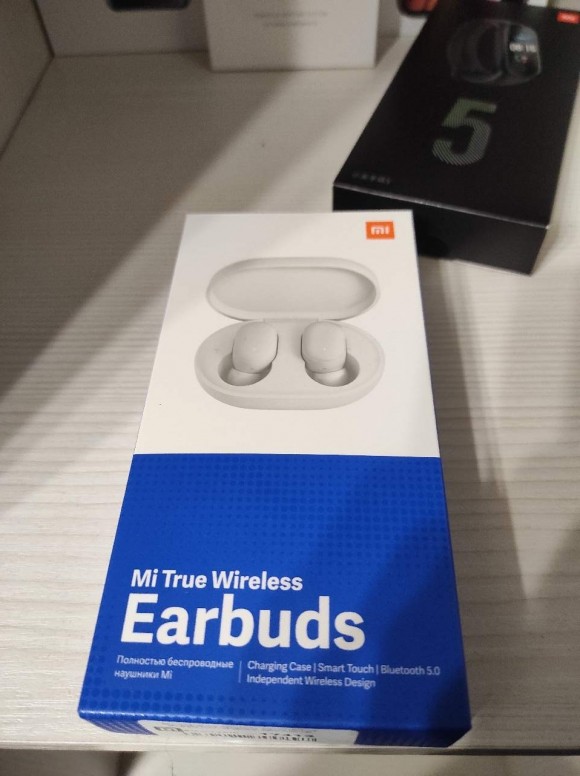 5
mi
Mi True Wireless
Earbuds
Полностью беспроводные
наушники Mi
Charging Case | Smart Touch | Bluetooth 5.0
Independent Wireless Design